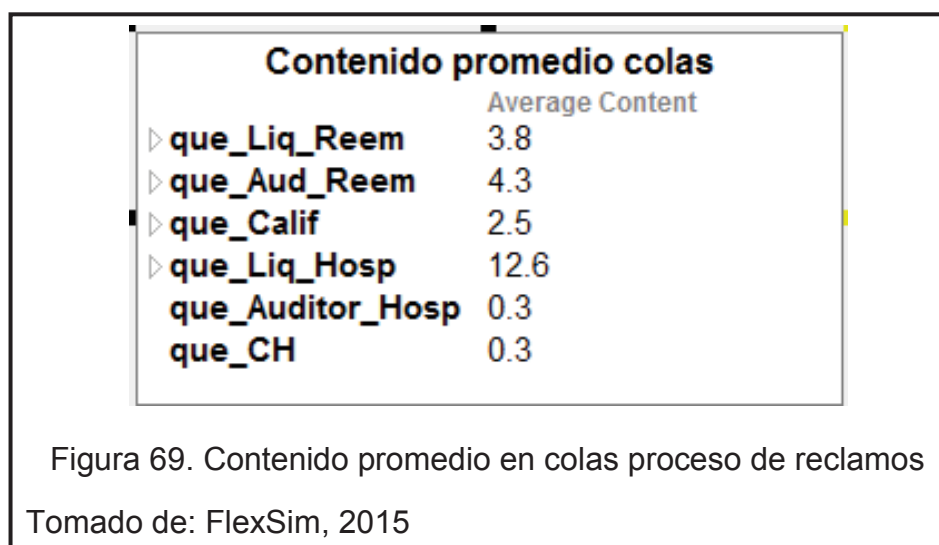 Contenido promedio colas
Average Content
que_Liq_Reem 3.8
que_Aud_Reem 4.3
que_Calif 2.5
que_Liq_Hosp 12.6
que_Auditor_Hosp 0.3
que_CH 0.3
Figura 69. Contenido promedio en colas proceso de reclamos
Tomado de: FlexSim, 2015